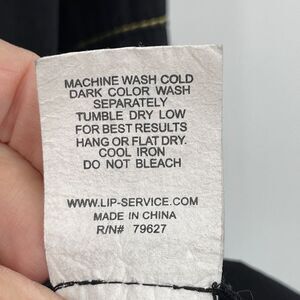 MACHINE WASH COLD
DARK COLOR WASH
SEPARATELY
TUMBLE DRY LOW
FOR BEST RESULTS
HANG OR FLAT DRY.
COOL IRON
DO NOT BLEACH
WWW.LIP-SERVICE.COM
MADE IN CHINA
R/N# 79627